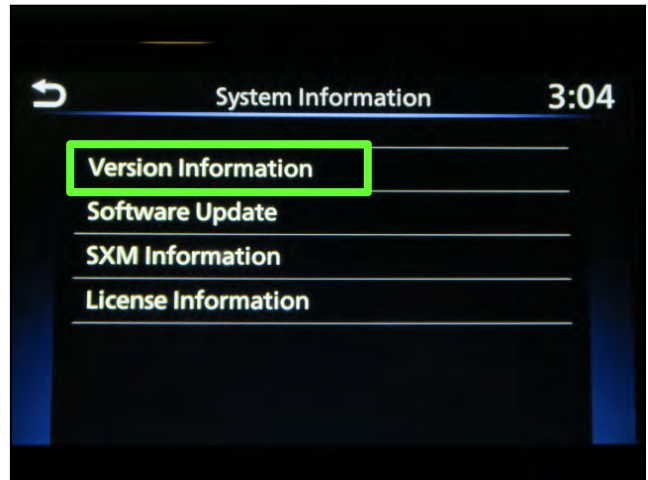 System Information 3:04
Version Information
Software Update
SXM Information
License Information